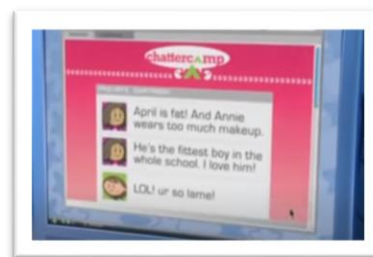 chattercamp
April is fat! And Annie
wears too much makeup.
He's the fittest boy in the
whole school. I love him!
LOL! ur so lame!